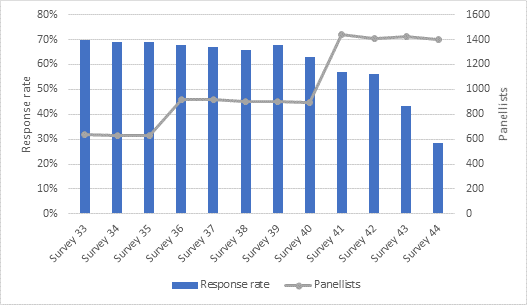 80%
70%
60%
50%
40%
30%
20%
10%
0%
Response rate
1600
1400
1200
1000
800
600
400
200
0
Panellists
Survey 33
Survey 34
Survey 35
Survey 36
Survey 37
Survey 38
Survey 39
Survey 40
Survey 41
Survey 42
Survey 43
Survey 44
Response rate Panellists